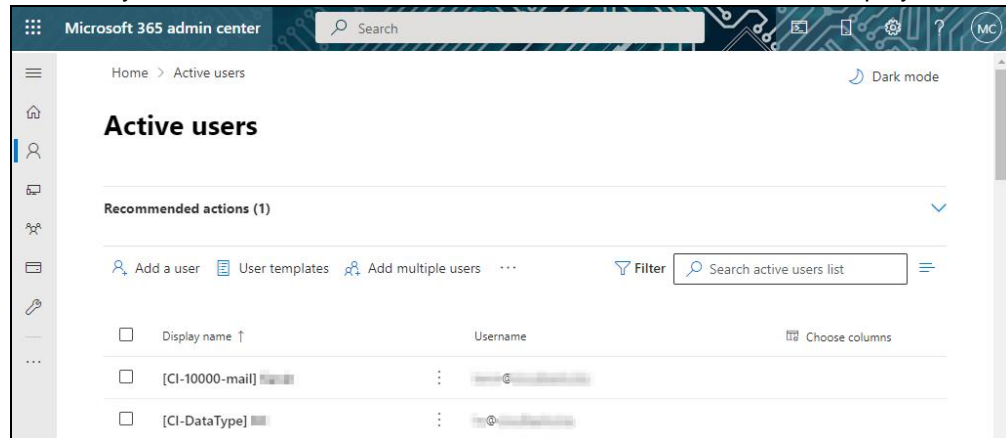 Microsoft 365 admin center
Search
?
MC
Home > Active users
Dark mode
Active users
Recommended actions (1)
Add a user User templates Add multiple users ... Filter Search active users list
Display name ↑ Username Choose columns
[CI-10000-mail] @
[CI-DataType] @